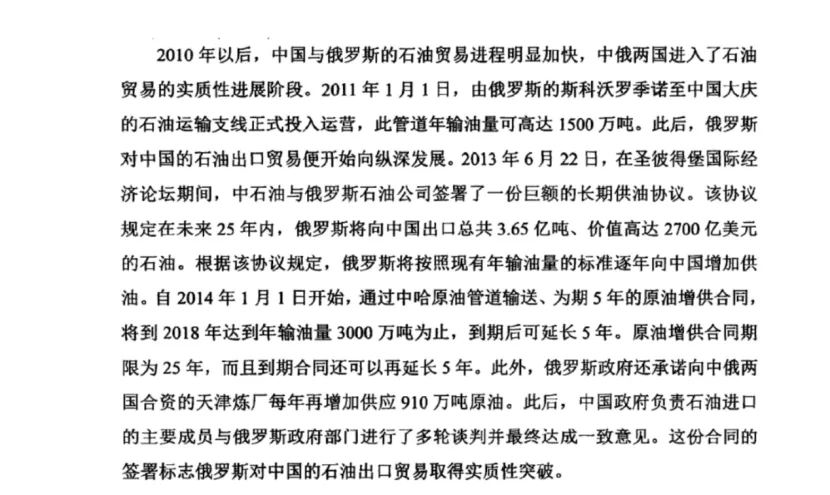 2010 年以后，中国与俄罗斯的石油贸易进程明显加快，中俄两国进入了石油
贸易的实质性进展阶段。2011 年 1 月 1 日，由俄罗斯的斯科沃罗季诺至中国大庆
的石油运输支线正式投入运营，此管道年输油量可高达 1500 万吨。此后，俄罗斯
对中国的石油出口贸易便开始向纵深发展。2013 年 6 月 22 日，在圣彼得堡国际经
济论坛期间，中石油与俄罗斯石油公司签署了一份巨额的长期供油协议。该协议
规定在未来 25 年内，俄罗斯将向中国出口总共 3.65 亿吨、价值高达 2700 亿美元
的石油。根据该协议规定，俄罗斯将按照现有年输油量的标准逐年向中国增加供
油。自 2014 年 1 月 1 日开始，通过中哈原油管道输送、为期 5 年的原油增供合同，
将到 2018 年达到年输油量 3000 万吨为止，到期后可延长 5 年。原油增供合同期
限为 25 年，而且到期合同还可以再延长 5 年。此外，俄罗斯政府还承诺向中俄两
国合资的天津炼厂每年再增加供应 910 万吨原油。此后，中国政府负责石油进口
的主要成员与俄罗斯政府部门进行了多轮谈判并最终达成一致意见。这份合同的
签署标志俄罗斯对中国的石油出口贸易取得实质性突破。